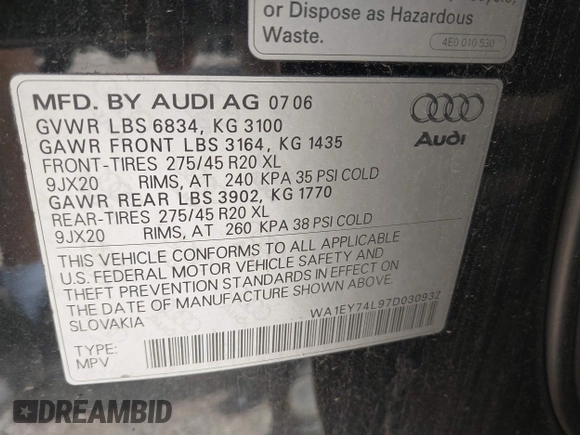 or Dispose as Hazardous
Waste.
4E0 010 530
MFD. BY AUDI AG 07 06
GVWR LBS 6834, KG 3100
GAWR FRONT LBS 3164, KG 1435
FRONT-TIRES 275/45 R20 XL
9JX20 RIMS, AT 240 KPA 35 PSI COLD
GAWR REAR LBS 3902, KG 1770
REAR-TIRES 275/45 R20 XL
9JX20 RIMS, AT 260 KPA 38 PSI COLD
Audi
THIS VEHICLE CONFORMS TO ALL APPLICABLE
U.S. FEDERAL MOTOR VEHICLE SAFETY AND
THEFT PREVENTION STANDARDS IN EFFECT ON
THE DATE OF MANUFACTURE SHOWN ABOVE.
SLOVAKIA
WA1EY74L97D030932
TYPE:
MPV
DREAMBID